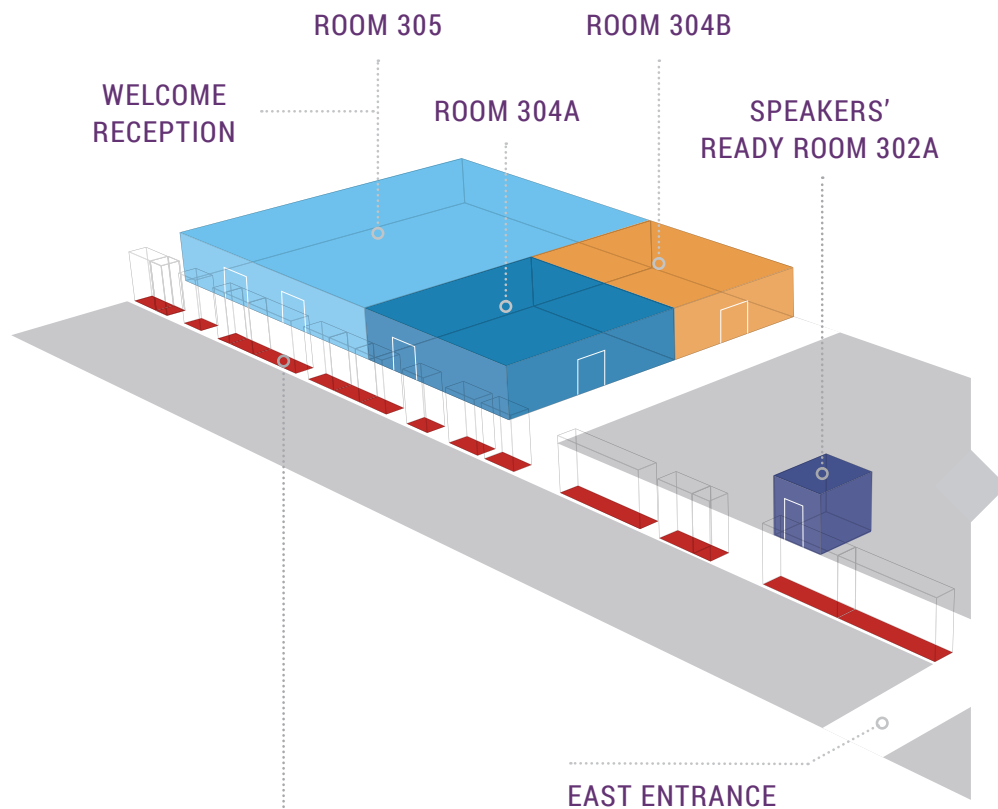 ROOM 305
ROOM 304B
WELCOME
RECEPTION
ROOM 304A
SPEAKERS’
READY ROOM 302A
EAST ENTRANCE